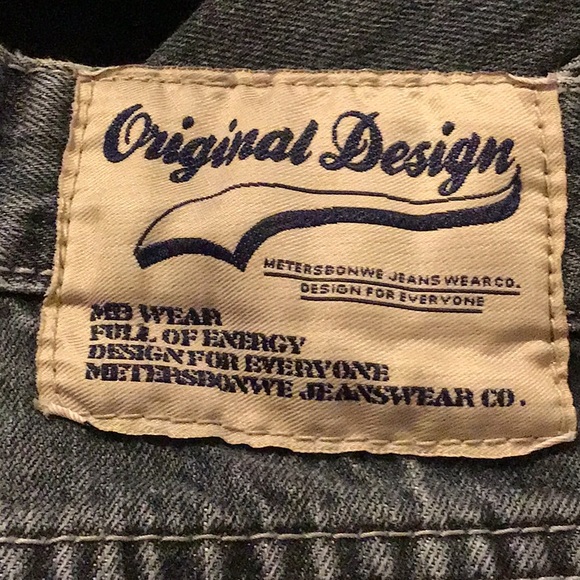 Original Design
METERSBONWE JEANS WEAR CO.
DESIGN FOR EVERYONE
MB WEAR
FULL OF ENERGY
DESIGN FOR EVERYONE
METERSBONWE JEANSWEAR CO.